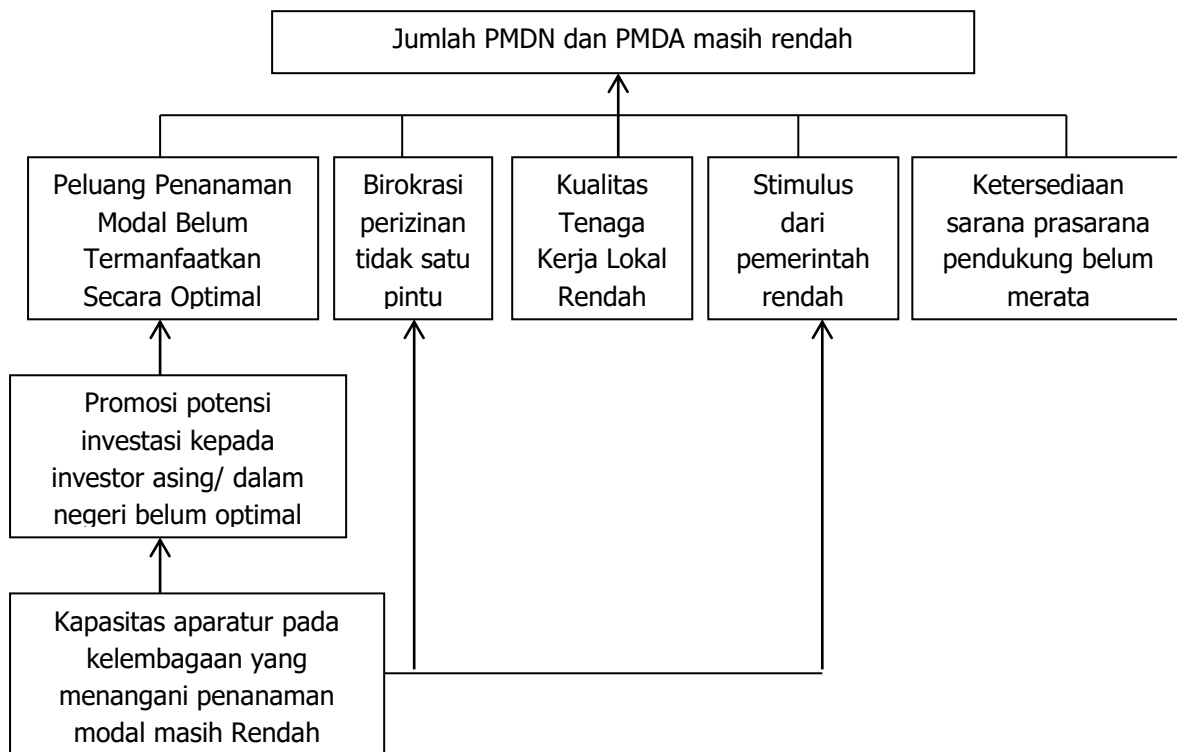 Jumlah PMDN dan PMDA masih rendah
Peluang Penanaman
Modal Belum
Termanfaatkan
Secara Optimal
Birokrasi
perizinan
tidak satu
pintu
Kualitas
Tenaga
Kerja Lokal
Rendah
Stimulus
dari
pemerintah
rendah
Ketersediaan
sarana prasarana
pendukung belum
merata
Promosi potensi
investasi kepada
investor asing/ dalam
negeri belum optimal
Kapasitas aparatur pada
kelembagaan yang
menangani penanaman
modal masih Rendah